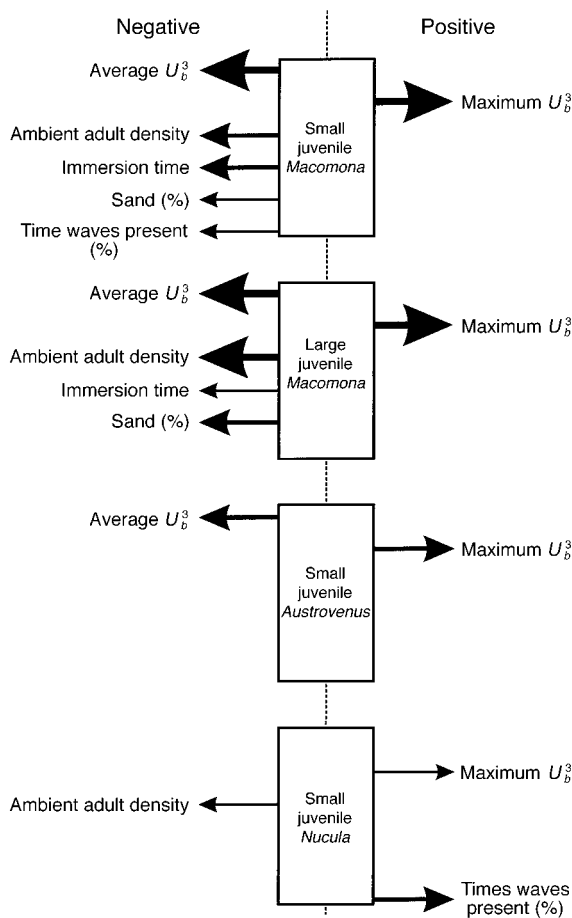 Negative
Positive
Average U_b^3
Maximum U_b^3
Ambient adult density
Immersion time
Sand (%)
Time waves present
(%)
Small
juvenile
Macomona
Average U_b^3
Maximum U_b^3
Ambient adult density
Immersion time
Sand (%)
Large
juvenile
Macomona
Average U_b^3
Maximum U_b^3
Small
juvenile
Austrovenus
Maximum U_b^3
Ambient adult density
Small
juvenile
Nucula
Times waves
present (%)